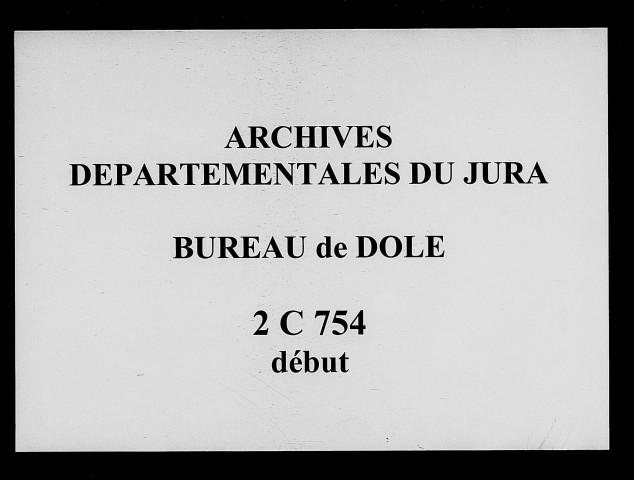 ARCHIVES
DEPARTEMENTALES DU JURA
BUREAU de DOLE
2 C 754
début